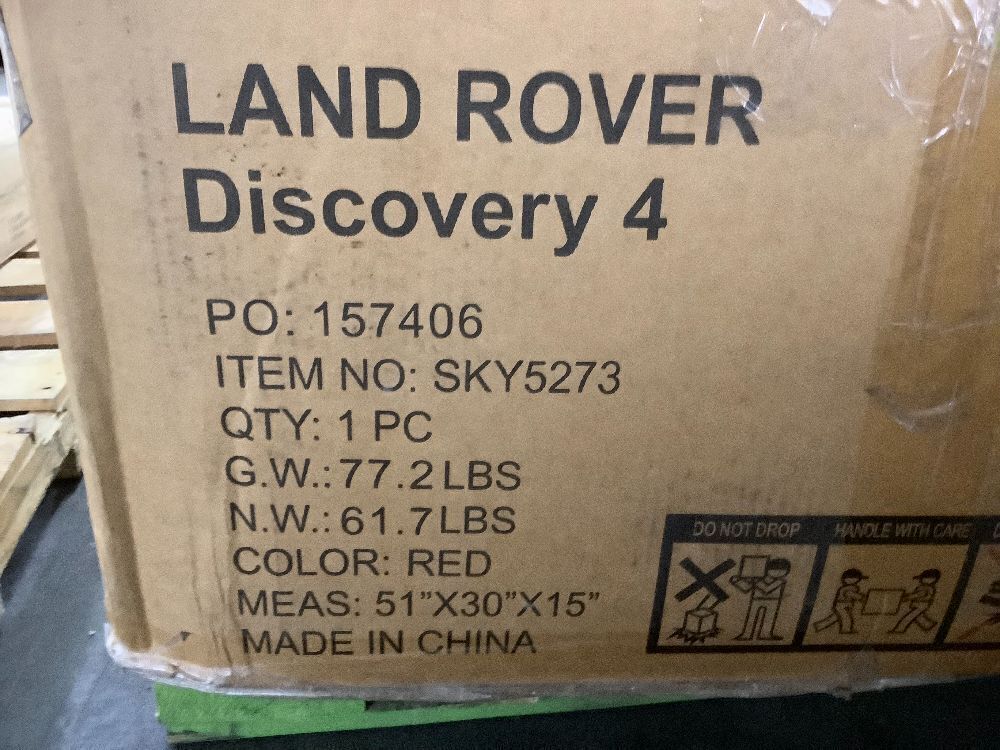 LAND ROVER
Discovery 4
PO: 157406
ITEM NO: SKY5273
QTY: 1 PC
G.W.: 77.2 LBS
N.W.: 61.7 LBS
COLOR: RED
MEAS: 51”X30”X15”
MADE IN CHINA
DO NOT DROP
HANDLE WITH CARE